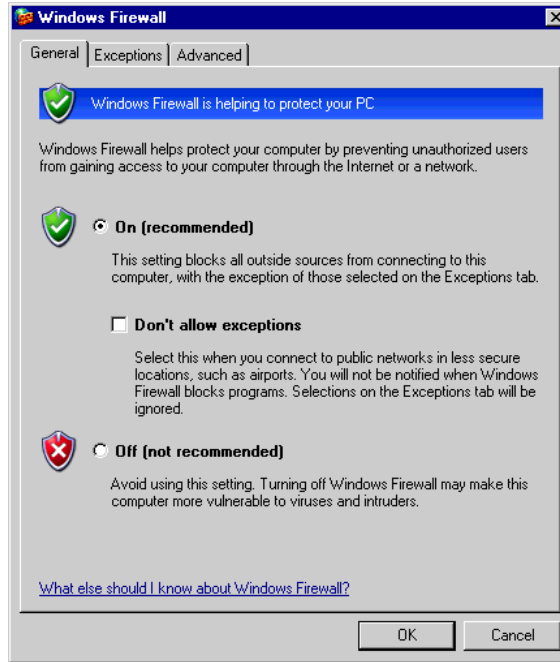 Windows Firewall
General
Exceptions
Advanced
Windows Firewall is helping to protect your PC
Windows Firewall helps protect your computer by preventing unauthorized users
from gaining access to your computer through the Internet or a network.
On (recommended)
This setting blocks all outside sources from connecting to this
computer, with the exception of those selected on the Exceptions tab.
Don't allow exceptions
Select this when you connect to public networks in less secure
locations, such as airports. You will not be notified when Windows
Firewall blocks programs. Selections on the Exceptions tab will be
ignored.
Off (not recommended)
Avoid using this setting. Turning off Windows Firewall may make this
computer more vulnerable to viruses and intruders.
What else should I know about Windows Firewall?
OK
Cancel